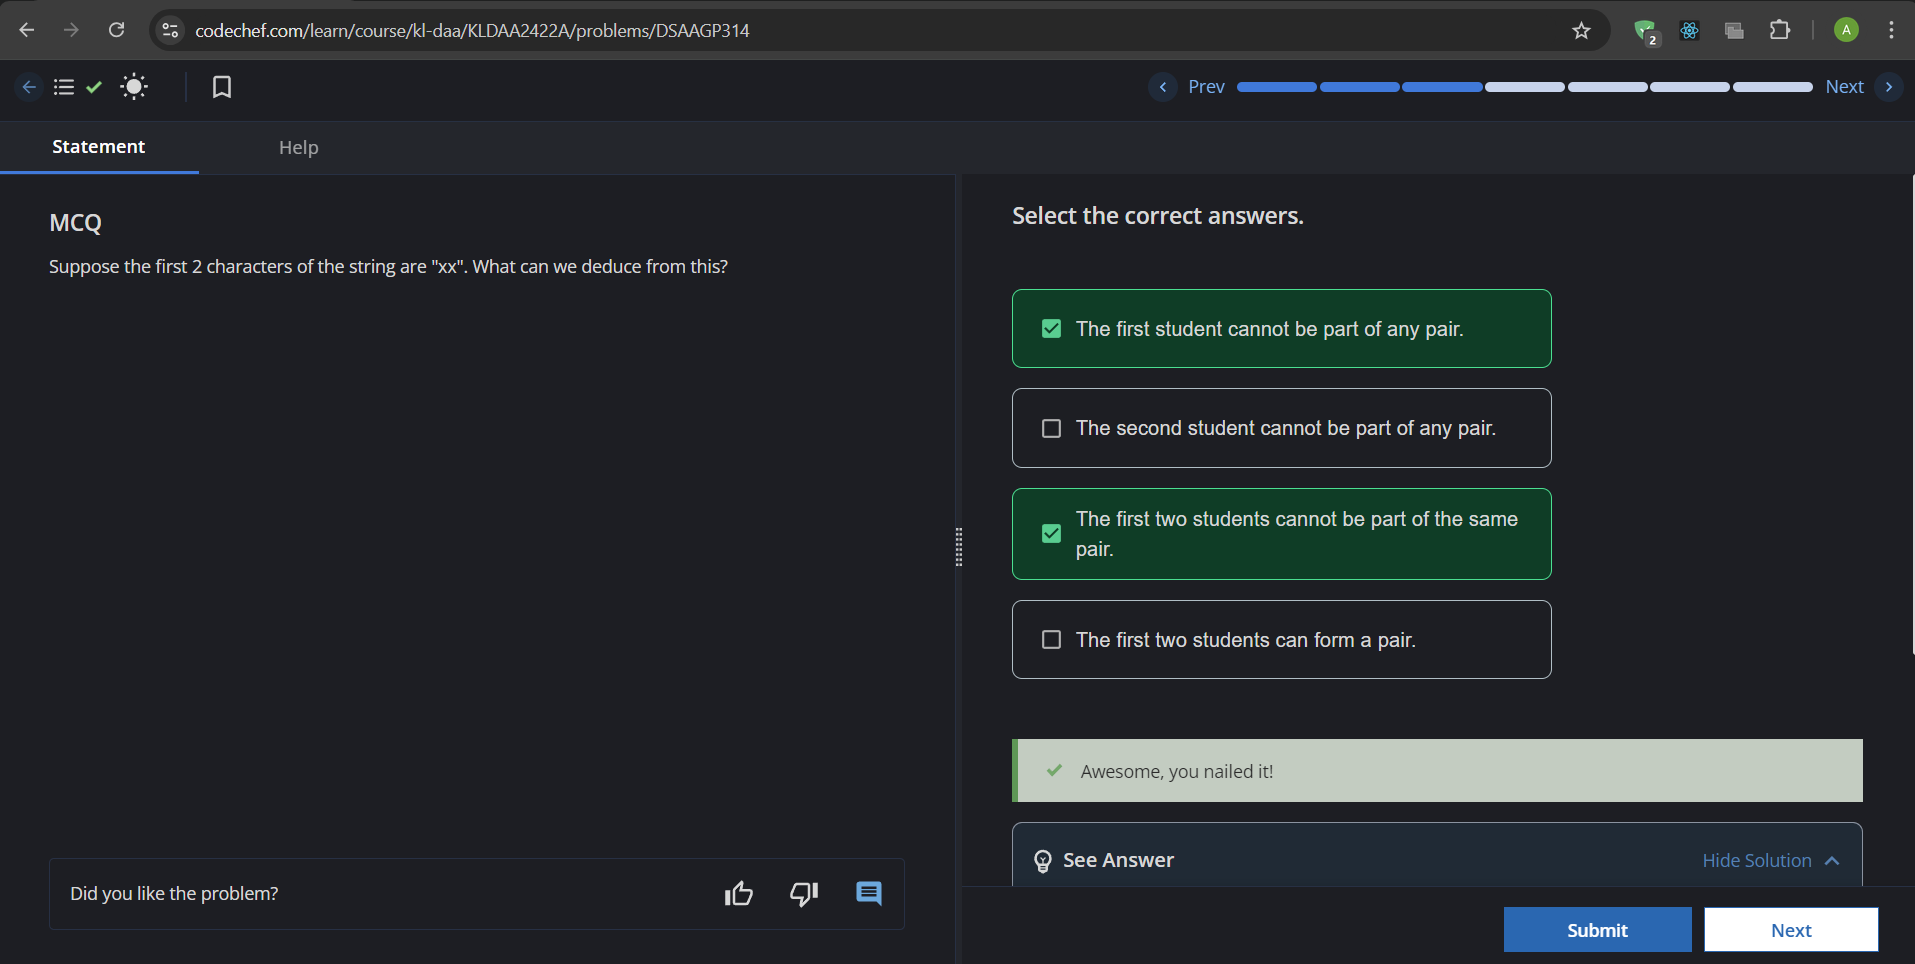 codechef.com/learn/course/kl-daa/KLDAA2422A/problems/DSAAGP314
2
A
Prev
Next
Statement
Help
MCQ
Suppose the first 2 characters of the string are "xx". What can we deduce from this?
Did you like the problem?
Select the correct answers.
The first student cannot be part of any pair.
The second student cannot be part of any pair.
The first two students cannot be part of the same
pair.
The first two students can form a pair.
Awesome, you nailed it!
See Answer
Hide Solution
Submit
Next